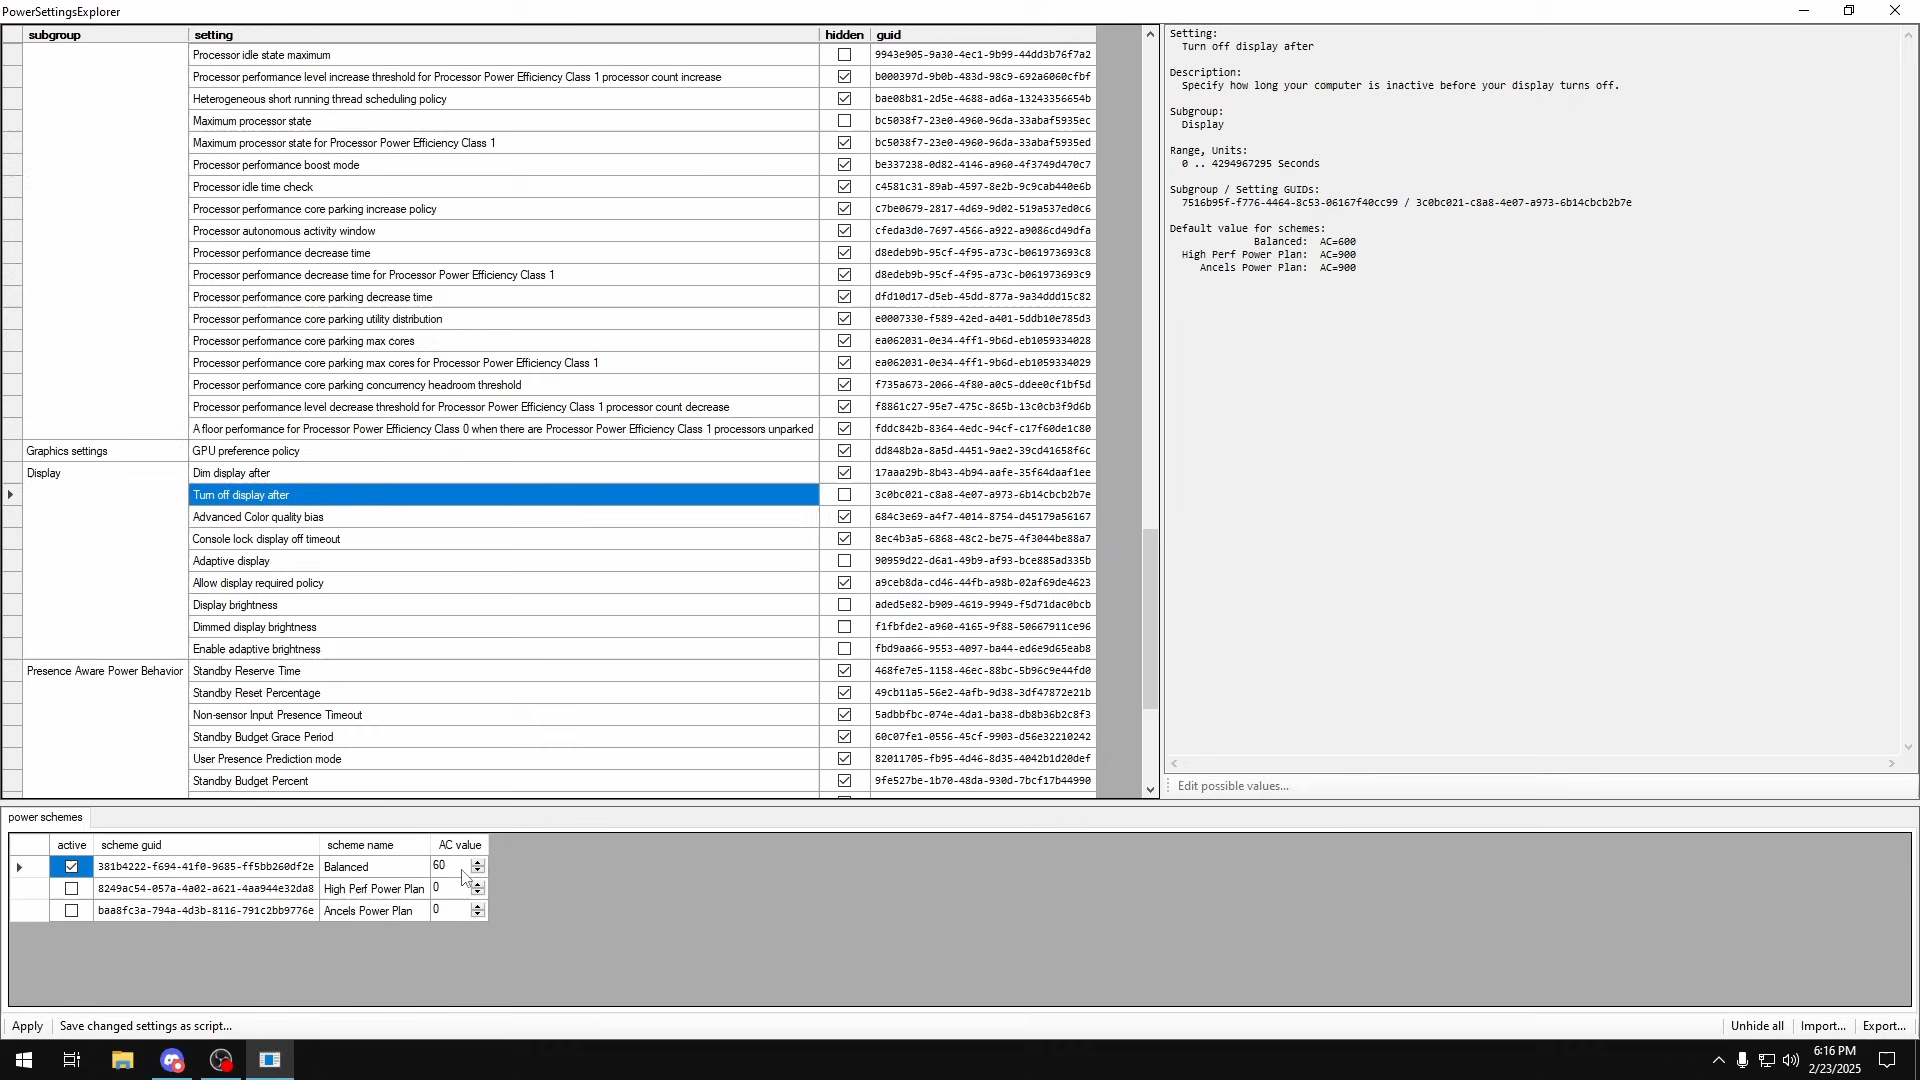 PowerSettingsExplorer
subgroup setting hidden guid
Processor idle state maximum 9943e905-9a30-4ec1-9b99-44dd3b76f7a2
Processor performance level increase threshold for Processor Power Efficiency Class 1 processor count increase b000397d-9b0b-483d-98c9-692a6060cfbf
Heterogeneous short running thread scheduling policy bae08b81-2d5e-4688-ad6a-13243356654b
Maximum processor state bc5038f7-23e0-4960-96da-33abaf5935ec
Maximum processor state for Processor Power Efficiency Class 1 bc5038f7-23e0-4960-96da-33abaf5935ed
Processor performance boost mode be337238-0d82-4146-a960-4f3749d470c7
Processor idle time check c4581c31-89ab-4597-8e2b-9c9cab440e6b
Processor performance core parking increase policy c7be0679-2817-4d69-9d02-519a537ed0c6
Processor autonomous activity window cfeda3d0-7697-4566-a922-a9086cd49dfa
Processor performance decrease time d8edeb9b-95cf-4f95-a73c-b061973693c8
Processor performance decrease time for Processor Power Efficiency Class 1 d8edeb9b-95cf-4f95-a73c-b061973693c9
Processor performance core parking decrease time dfd10d17-d5eb-45dd-877a-9a34ddd15c82
Processor performance core parking utility distribution e0007330-f589-42ed-a401-5ddb10e785d3
Processor performance core parking max cores ea062031-0e34-4ff1-9b6d-eb1059334028
Processor performance core parking max cores for Processor Power Efficiency Class 1 ea062031-0e34-4ff1-9b6d-eb1059334029
Processor performance core parking concurrency headroom threshold f735a673-2066-4f80-a0c5-ddee0cf1bf5d
Processor performance level decrease threshold for Processor Power Efficiency Class 1 processor count decrease f8861c27-95e7-475c-865b-13c0cb3f9d6b
A floor performance for Processor Power Efficiency Class 0 when there are Processor Power Efficiency Class 1 processors unparked fddc842b-8364-4edc-94cf-c17f60de1c80
Graphics settings GPU preference policy dd848b2a-8a5d-4451-9ae2-39cd41658f6c
Display Dim display after 17aaa29b-8b43-4b94-aafe-35f64daaf1ee
Turn off display after 3c0bc021-c8a8-4e07-a973-6b14cbcb2b7e
Advanced Color quality bias 684c3e69-a4f7-4014-8754-d45179a56167
Console lock display off timeout 8ec4b3a5-6868-48c2-be75-4f3044be88a7
Adaptive display 90959d22-d6a1-49b9-af93-bce885ad335b
Allow display required policy a9ceb8da-cd46-44fb-a98b-02af69de4623
Display brightness aded5e82-b909-4619-9949-f5d71dac0bcb
Dimmed display brightness f1fbfde2-a960-4165-9f88-50667911ce96
Enable adaptive brightness fbd9aa66-9553-4097-ba44-ed6e9d65eab8
Presence Aware Power Behavior Standby Reserve Time 468fe7e5-1158-46ec-88bc-5b96c9e44fd0
Standby Reset Percentage 49cb11a5-56e2-4afb-9d38-3df47872e21b
Non-sensor Input Presence Timeout 5adbbfbc-074e-4da1-ba38-db8b36b2c8f3
Standby Budget Grace Period 60c07fe1-0556-45cf-9903-d56e32210242
User Presence Prediction mode 82011705-fb95-4d46-8d35-4042b1d20def
Standby Budget Percent 9fe527be-1b70-48da-930d-7bcf17b44990
Setting:
Turn off display after
Description:
Specify how long your computer is inactive before your display turns off.
Subgroup:
Display
Range, Units:
0 .. 4294967295 Seconds
Subgroup / Setting GUIDs:
7516b95f-f776-4464-8c53-06167f40cc99 / 3c0bc021-c8a8-4e07-a973-6b14cbcb2b7e
Default value for schemes:
Balanced: AC=600
High Perf Power Plan: AC=900
Ancels Power Plan: AC=900
Edit possible values...
power schemes
active scheme guid scheme name AC value
381b4222-f694-41f0-9685-ff5bb260df2e Balanced 60
8249ac54-057a-4a02-a621-4aa944e32da8 High Perf Power Plan 0
baa8fc3a-794a-4d3b-8116-791c2bb9776e Ancels Power Plan 0
Apply Save changed settings as script... Unhide all Import... Export...
6:16 PM
2/23/2025